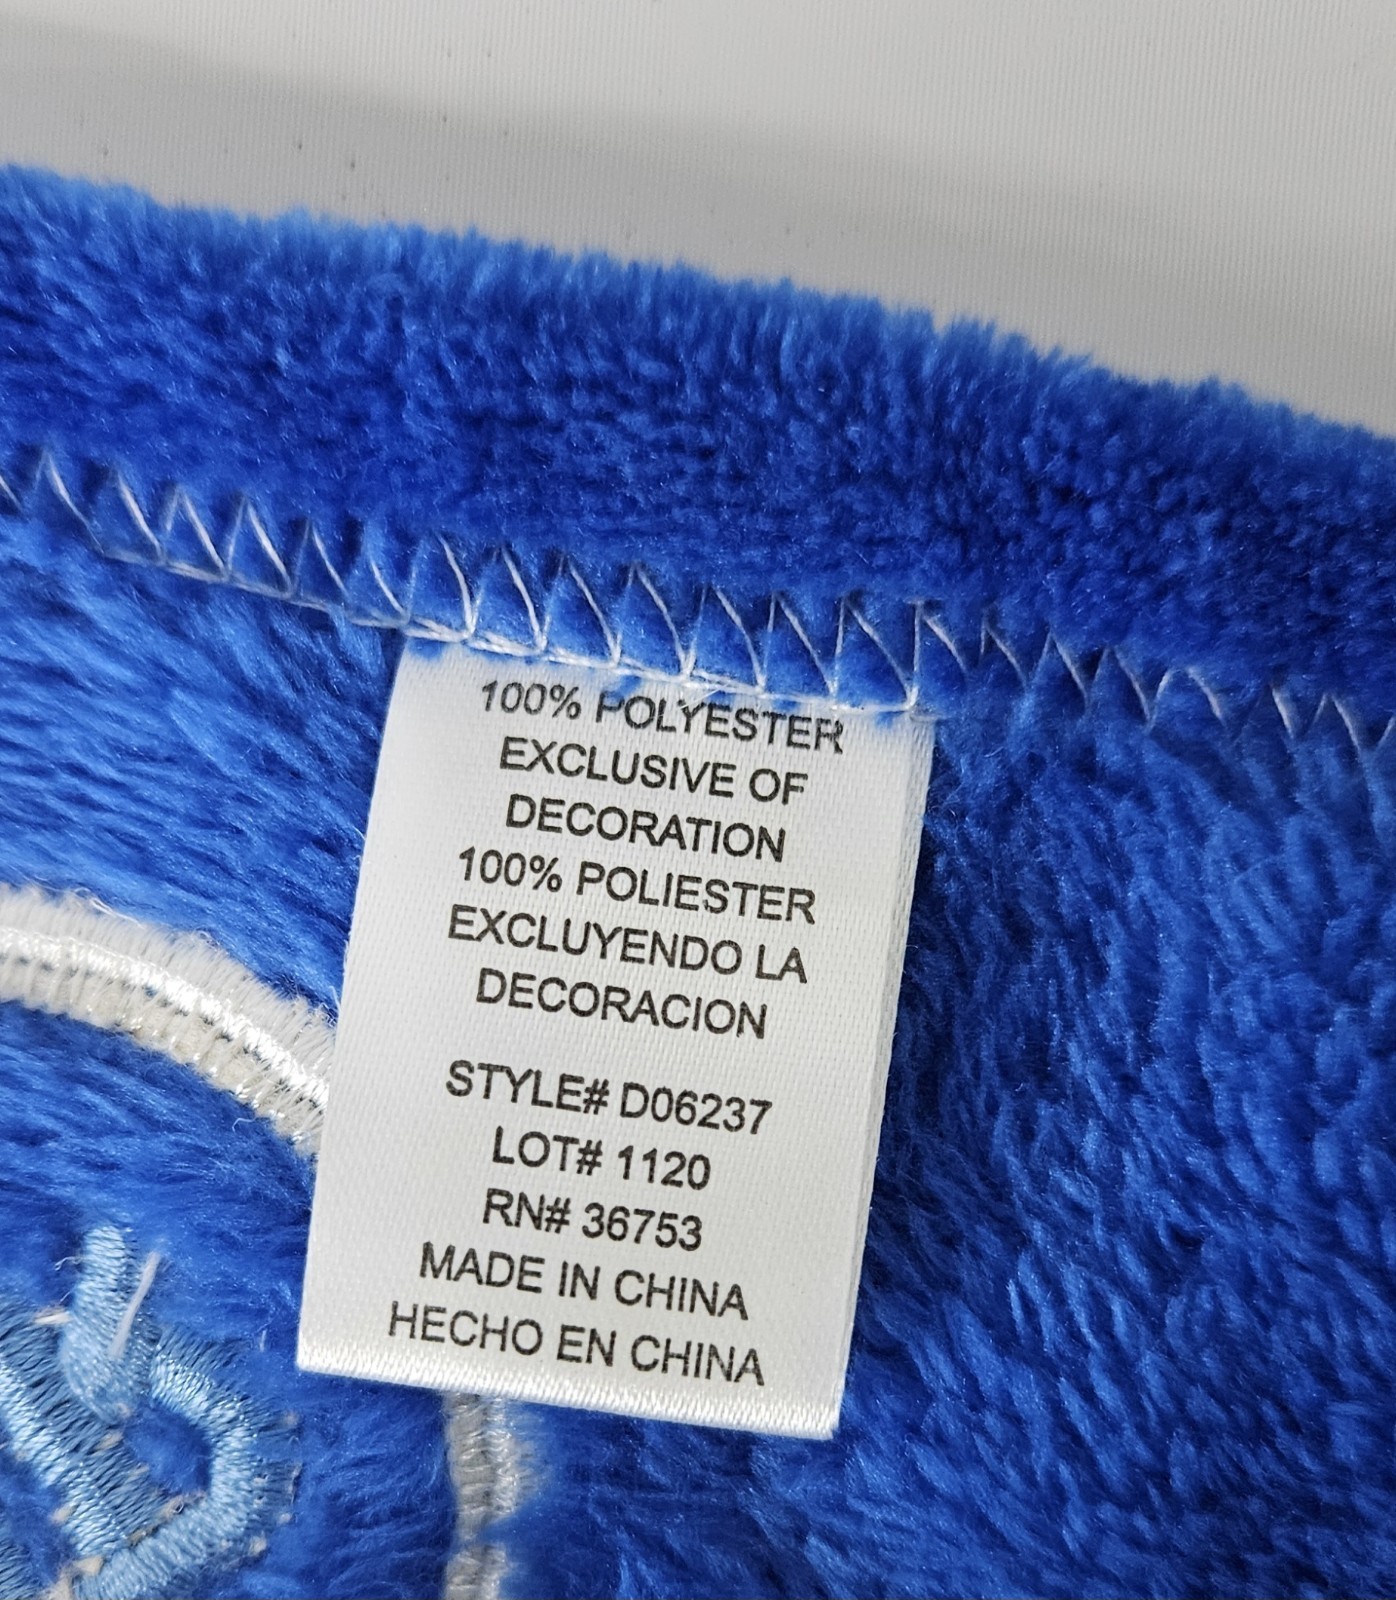 100% POLYESTER
EXCLUSIVE OF
DECORATION
100% POLIESTER
EXCLUYENDO LA
DECORACION
STYLE# D06237
LOT# 1120
RN# 36753
MADE IN CHINA
HECHO EN CHINA